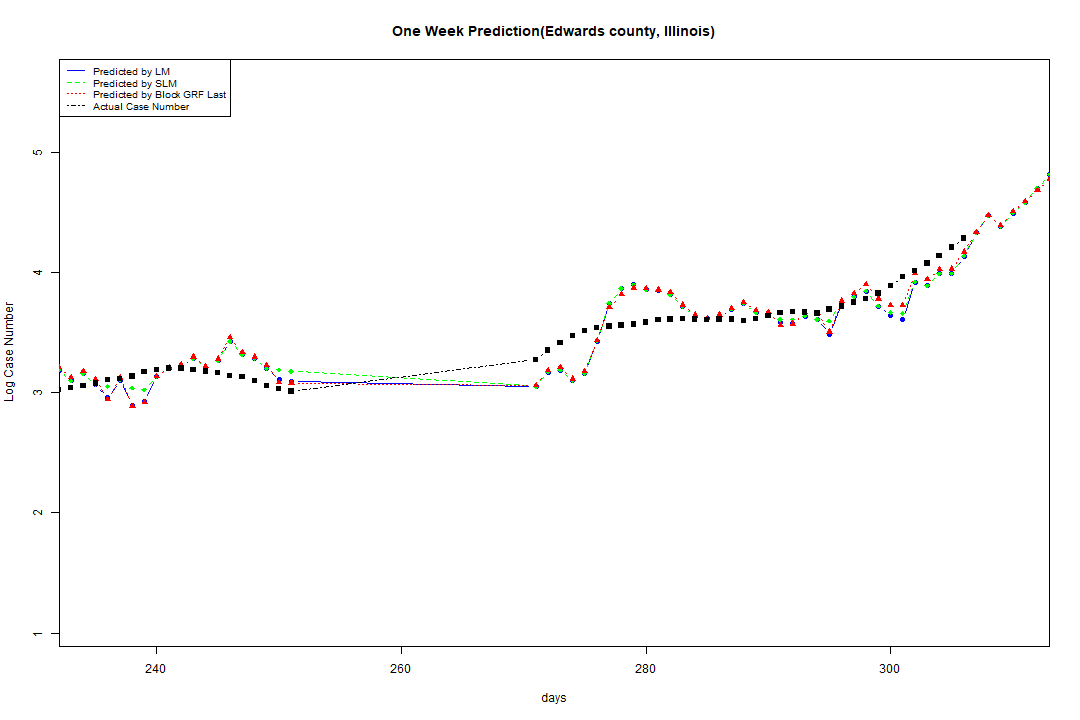 One Week Prediction(Edwards county, Illinois)
Predicted by LM
Predicted by SLM
Predicted by Block GRF Last
Actual Case Number
5
4
3
2
1
Log Case Number
240 260 280 300
days